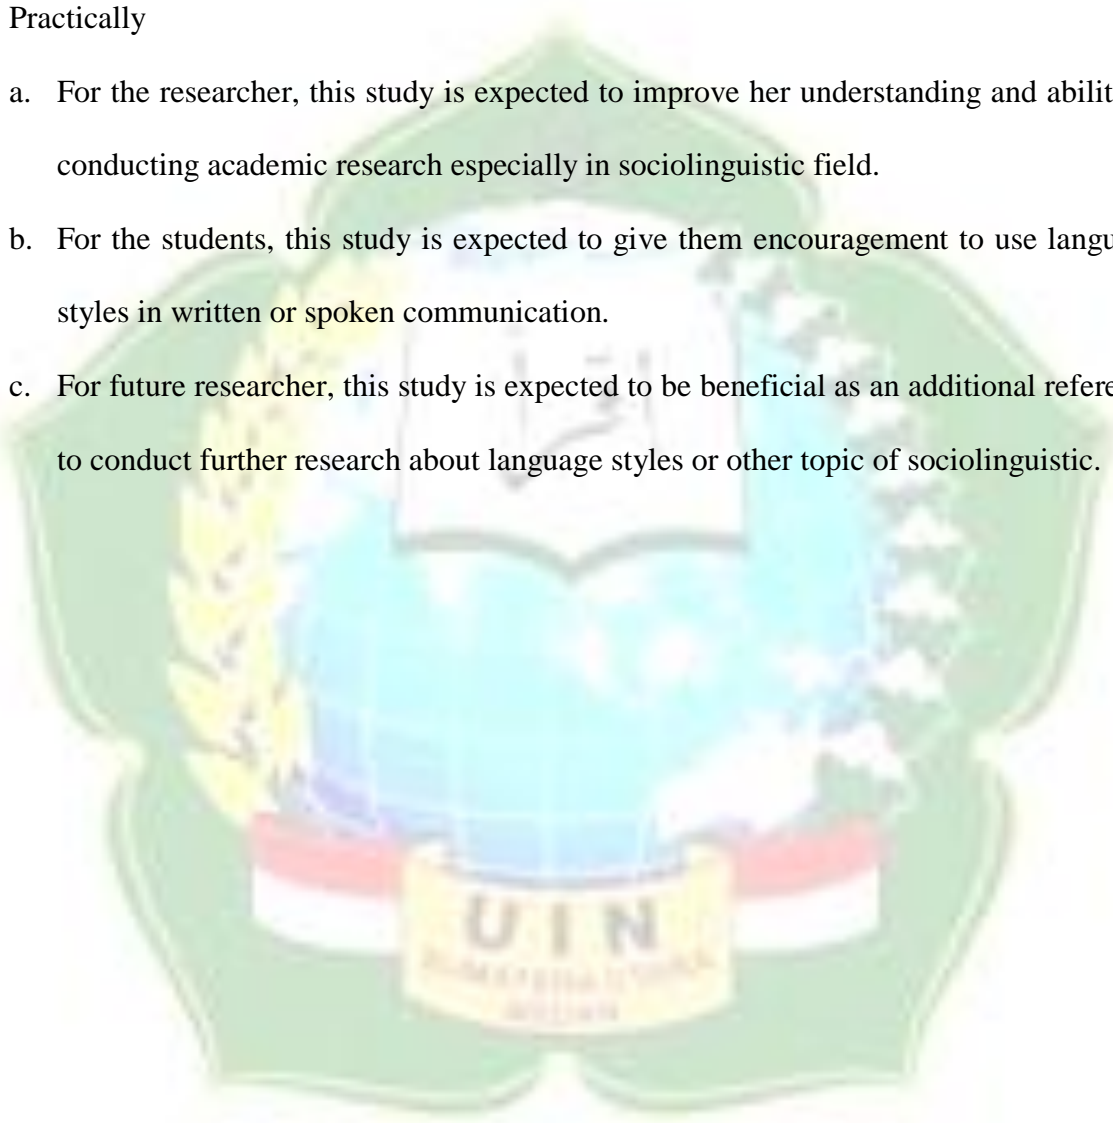 Practically
a. For the researcher, this study is expected to improve her understanding and abilit
conducting academic research especially in sociolinguistic field.
b. For the students, this study is expected to give them encouragement to use langu
styles in written or spoken communication.
c. For future researcher, this study is expected to be beneficial as an additional refere
to conduct further research about language styles or other topic of sociolinguistic.
UIN
SUMATERA UTARA
MEDAN